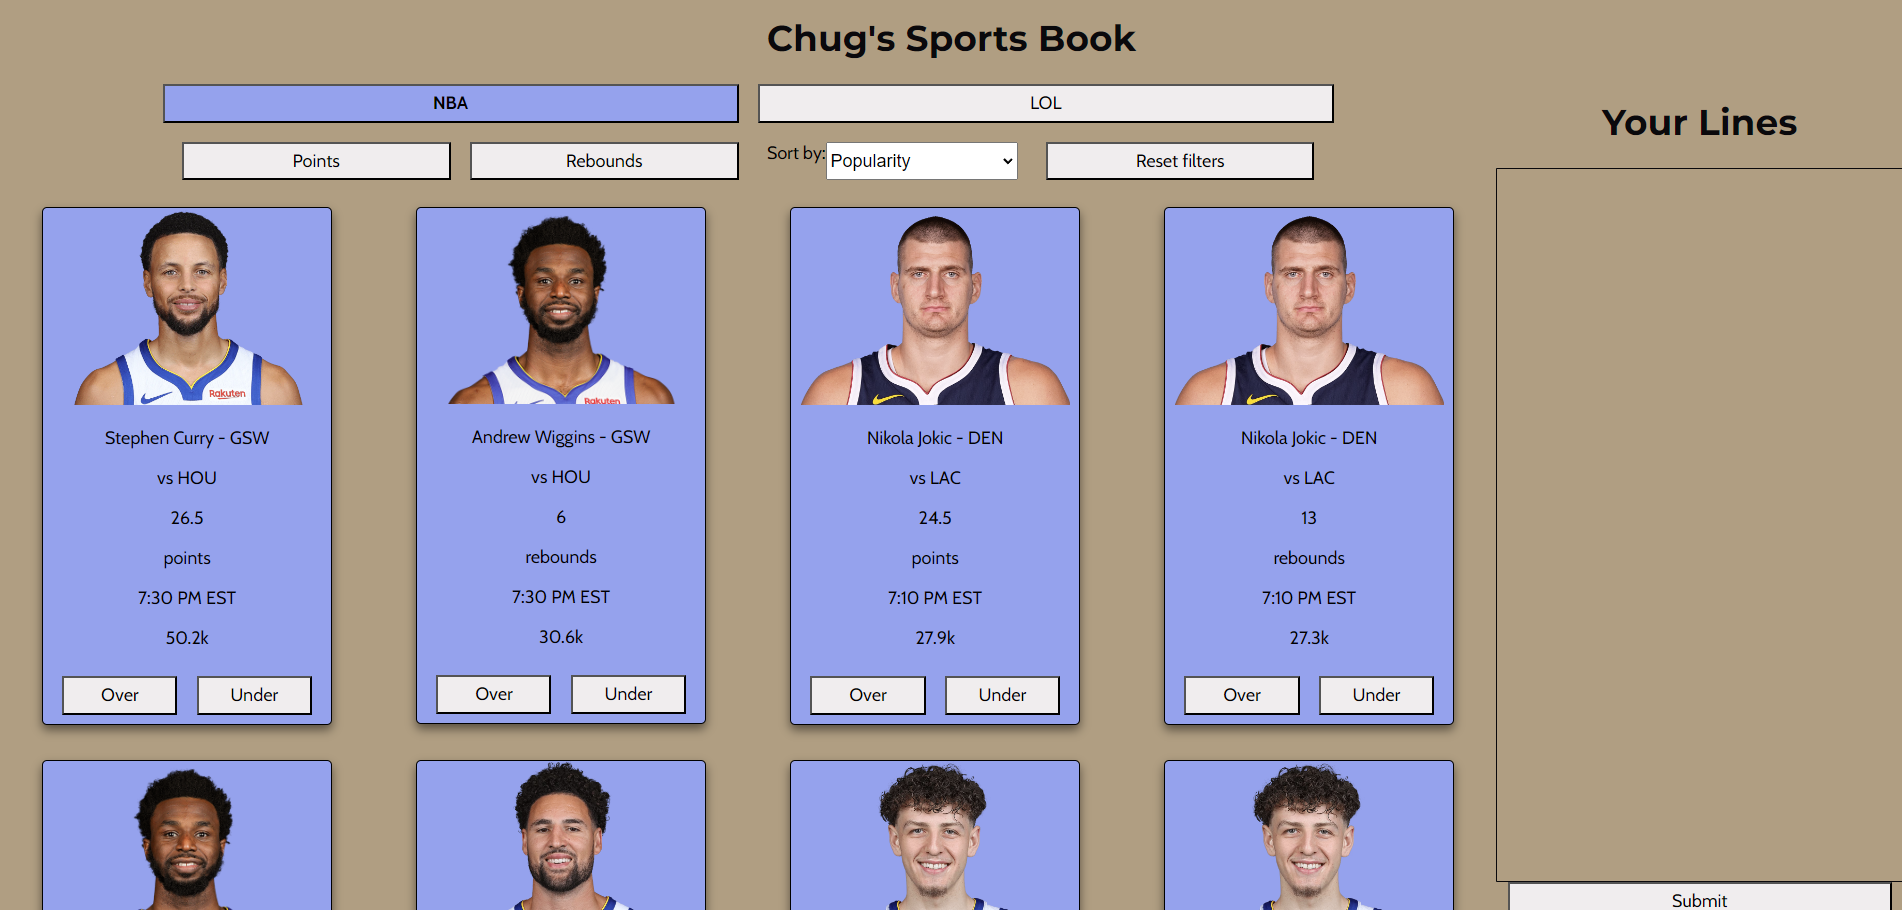 Chug's Sports Book
NBA
LOL
Points
Rebounds
Sort by:
Popularity
Reset filters
Your Lines
Rakuten
Stephen Curry - GSW
vs HOU
26.5
points
7:30 PM EST
50.2k
Over
Under
Rakuten
Andrew Wiggins - GSW
vs HOU
6
rebounds
7:30 PM EST
30.6k
Over
Under
Nikola Jokic - DEN
vs LAC
24.5
points
7:10 PM EST
27.9k
Over
Under
Nikola Jokic - DEN
vs LAC
13
rebounds
7:10 PM EST
27.3k
Over
Under
Submit